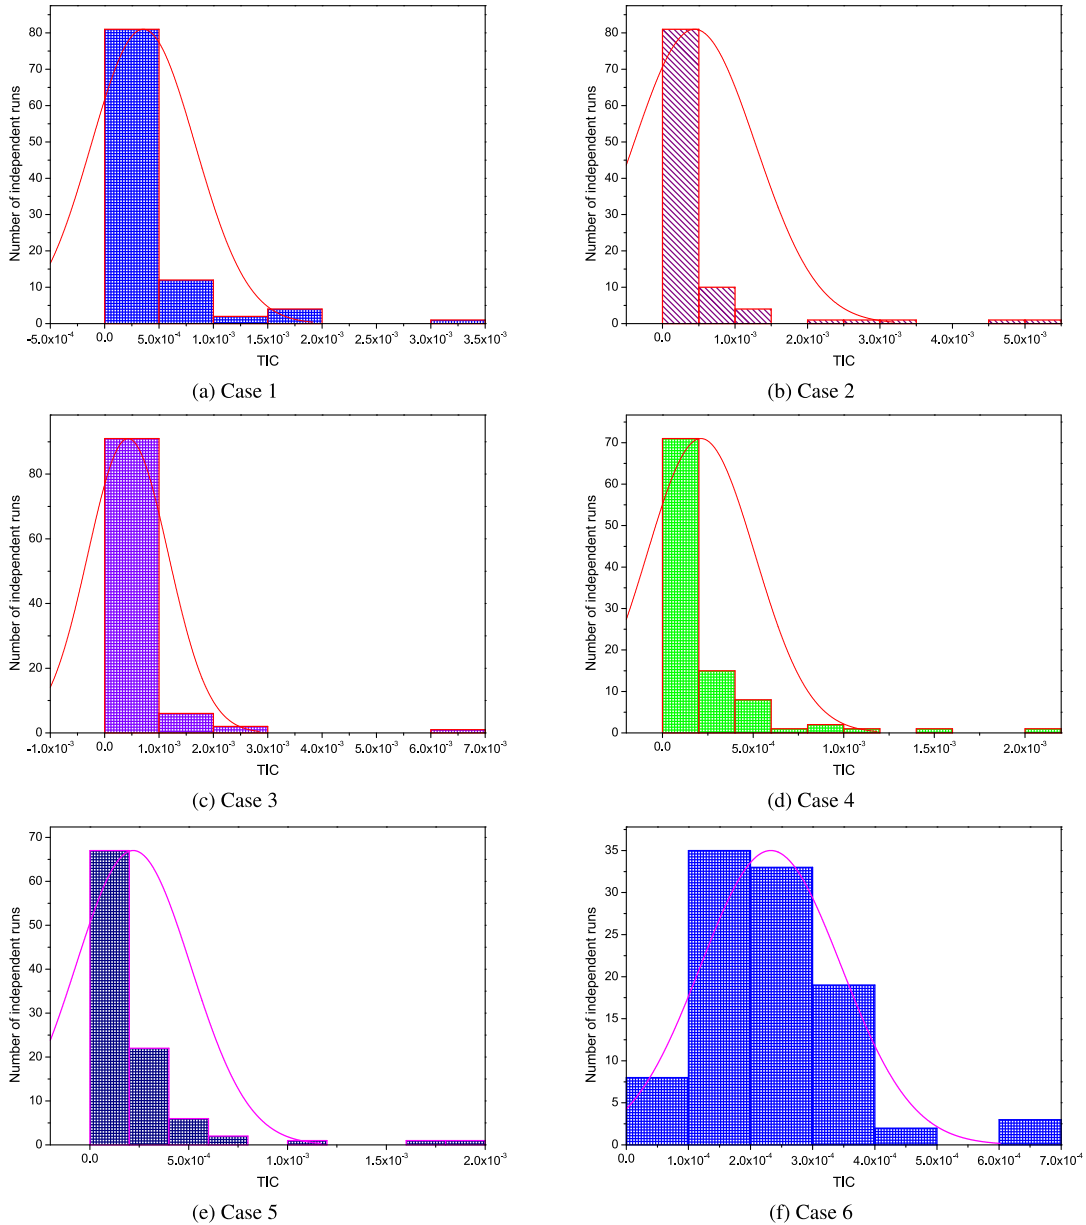 Number of independent runs
80
70
60
50
40
30
20
10
0
-5.0x10⁻⁴ 0.0 5.0x10⁻⁴ 1.0x10⁻³ 1.5x10⁻³ 2.0x10⁻³ 2.5x10⁻³ 3.0x10⁻³ 3.5x10⁻³
TIC
(a) Case 1
Number of independent runs
80
70
60
50
40
30
20
10
0
0.0 1.0x10⁻³ 2.0x10⁻³ 3.0x10⁻³ 4.0x10⁻³ 5.0x10⁻³
TIC
(b) Case 2
Number of independent runs
80
60
40
20
0
-1.0x10⁻³ 0.0 1.0x10⁻³ 2.0x10⁻³ 3.0x10⁻³ 4.0x10⁻³ 5.0x10⁻³ 6.0x10⁻³ 7.0x10⁻³
TIC
(c) Case 3
Number of independent runs
70
60
50
40
30
20
10
0
0.0 5.0x10⁻⁴ 1.0x10⁻³ 1.5x10⁻³ 2.0x10⁻³
TIC
(d) Case 4
Number of independent runs
70
60
50
40
30
20
10
0
0.0 5.0x10⁻⁴ 1.0x10⁻³ 1.5x10⁻³ 2.0x10⁻³
TIC
(e) Case 5
Number of independent runs
35
30
25
20
15
10
5
0
0.0 1.0x10⁻⁴ 2.0x10⁻⁴ 3.0x10⁻⁴ 4.0x10⁻⁴ 5.0x10⁻⁴ 6.0x10⁻⁴ 7.0x10⁻⁴
TIC
(f) Case 6